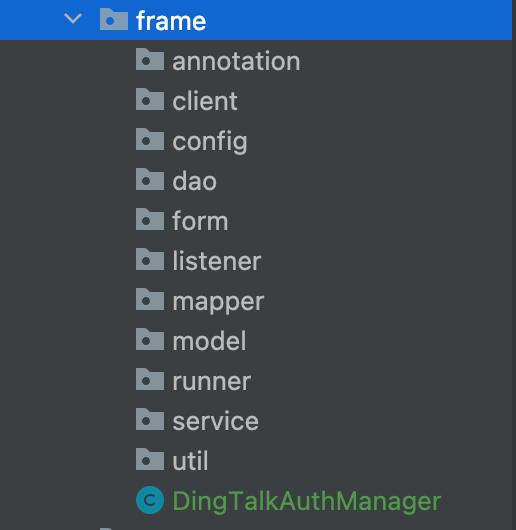 frame
annotation
client
config
dao
form
listener
mapper
model
runner
service
util
C DingTalkAuthManager